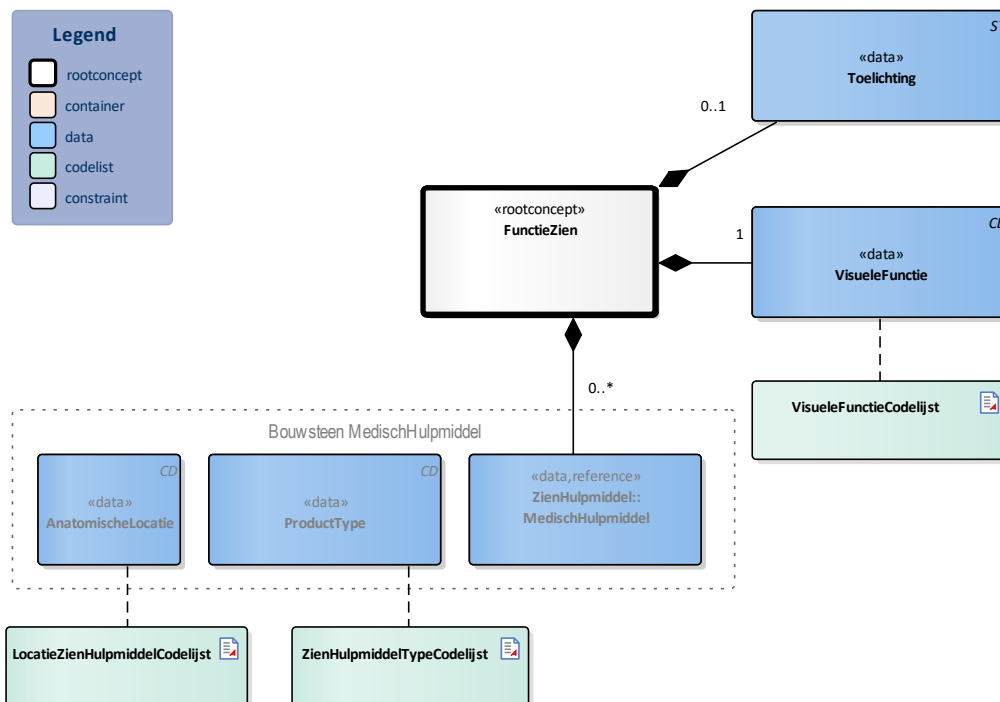 Legend
rootconcept
container
data
codelist
constraint
«data»
Toelichting
0..1
«rootconcept»
FunctieZien
1
CD
«data»
VisueleFunctie
0..*
VisueleFunctieCodelijst
Bouwsteen MedischHulpmiddel
CD
«data»
AnatomischeLocatie
CD
«data»
ProductType
«data,reference»
ZienHulpmiddel::
MedischHulpmiddel
LocatieZienHulpmiddelCodelijst
ZienHulpmiddelTypeCodelijst